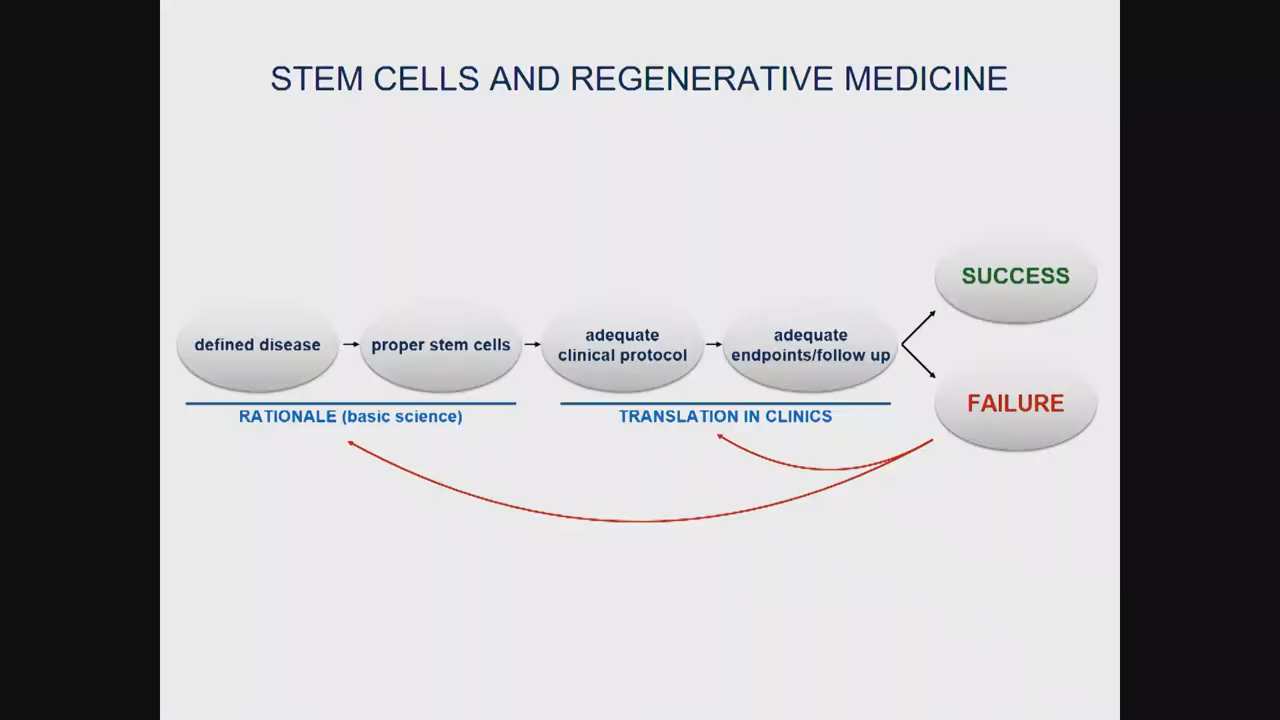 STEM CELLS AND REGENERATIVE MEDICINE
SUCCESS
defined disease
proper stem cells
adequate
clinical protocol
adequate
endpoints/follow up
FAILURE
RATIONALE (basic science)
TRANSLATION IN CLINICS